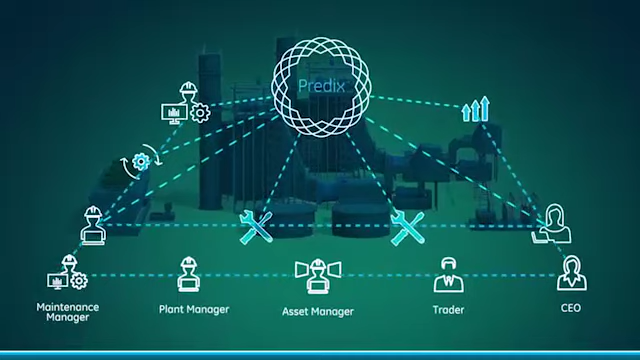 Predix
Maintenance
Manager
Plant Manager
Asset Manager
Trader
CEO